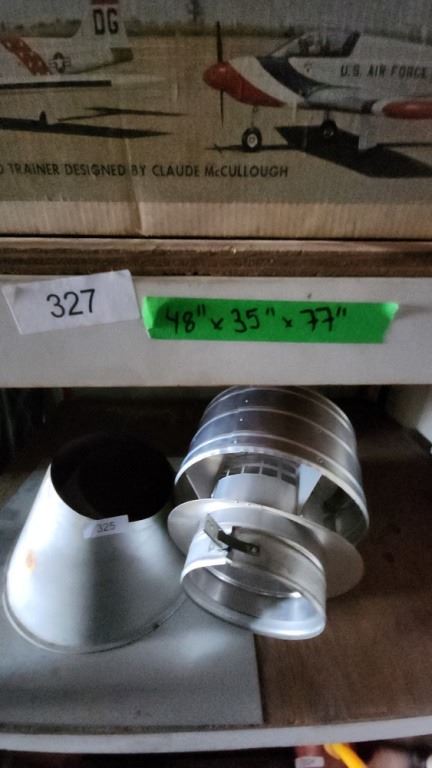 DG
U.S. AIR FORCE
TRAINER DESIGNED BY CLAUDE McCULLOUGH
327
48" x 35" x 77"
325